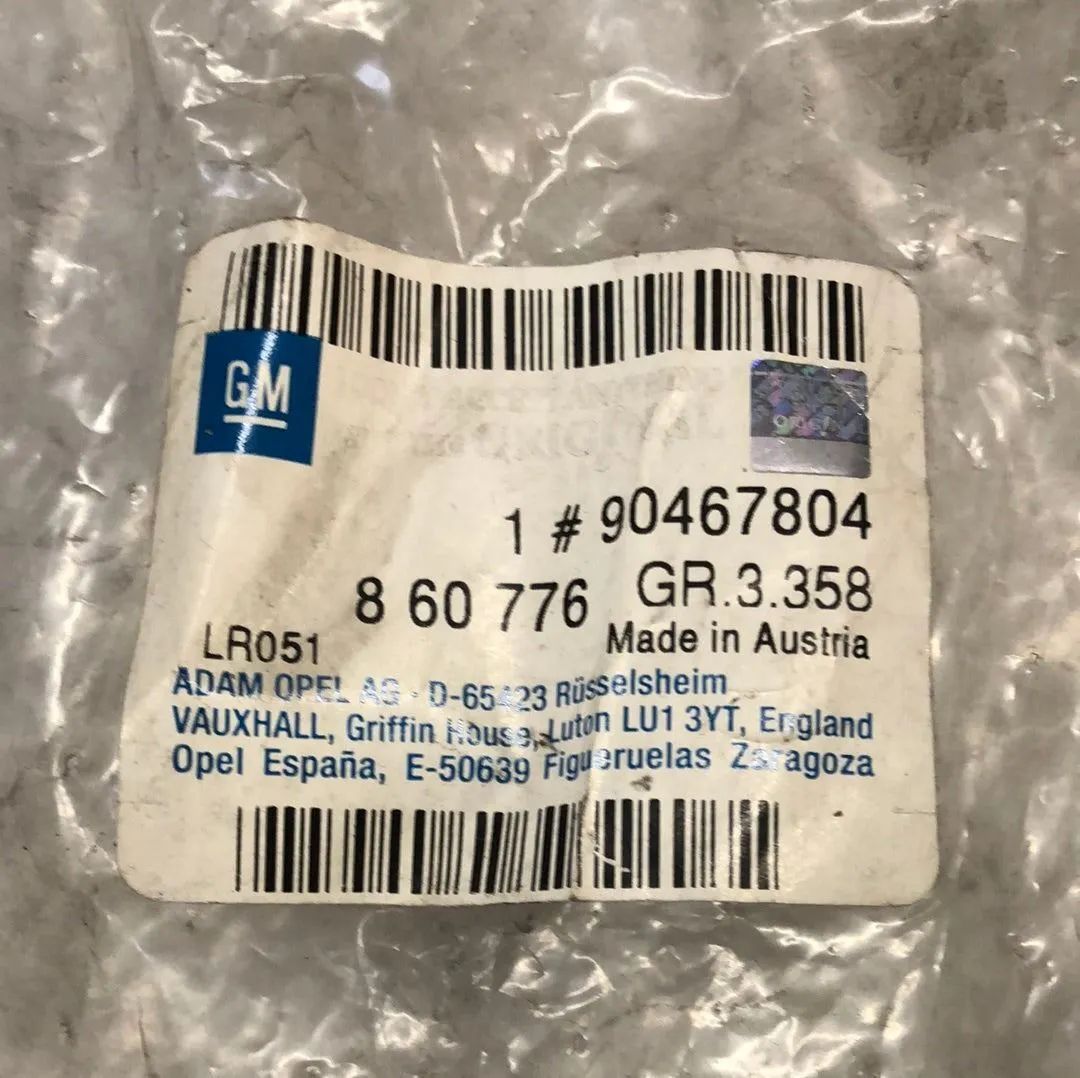 GM
OPEL
1 # 90467804
8 60 776 GR.3.358
LR051 Made in Austria
ADAM OPEL AG · D-65423 Rüsselsheim
VAUXHALL, Griffin House, Luton LU1 3YT, England
Opel España, E-50639 Figueruelas Zaragoza